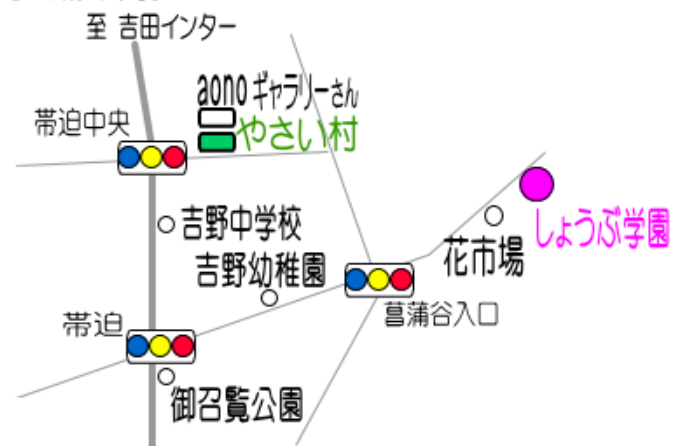 至 吉田インター
aono ギャラリーさん
帯迫中央
やさい村
吉野中学校
しょうぶ学園
花市場
吉野幼稚園
菖蒲谷入口
帯迫
御召覧公園